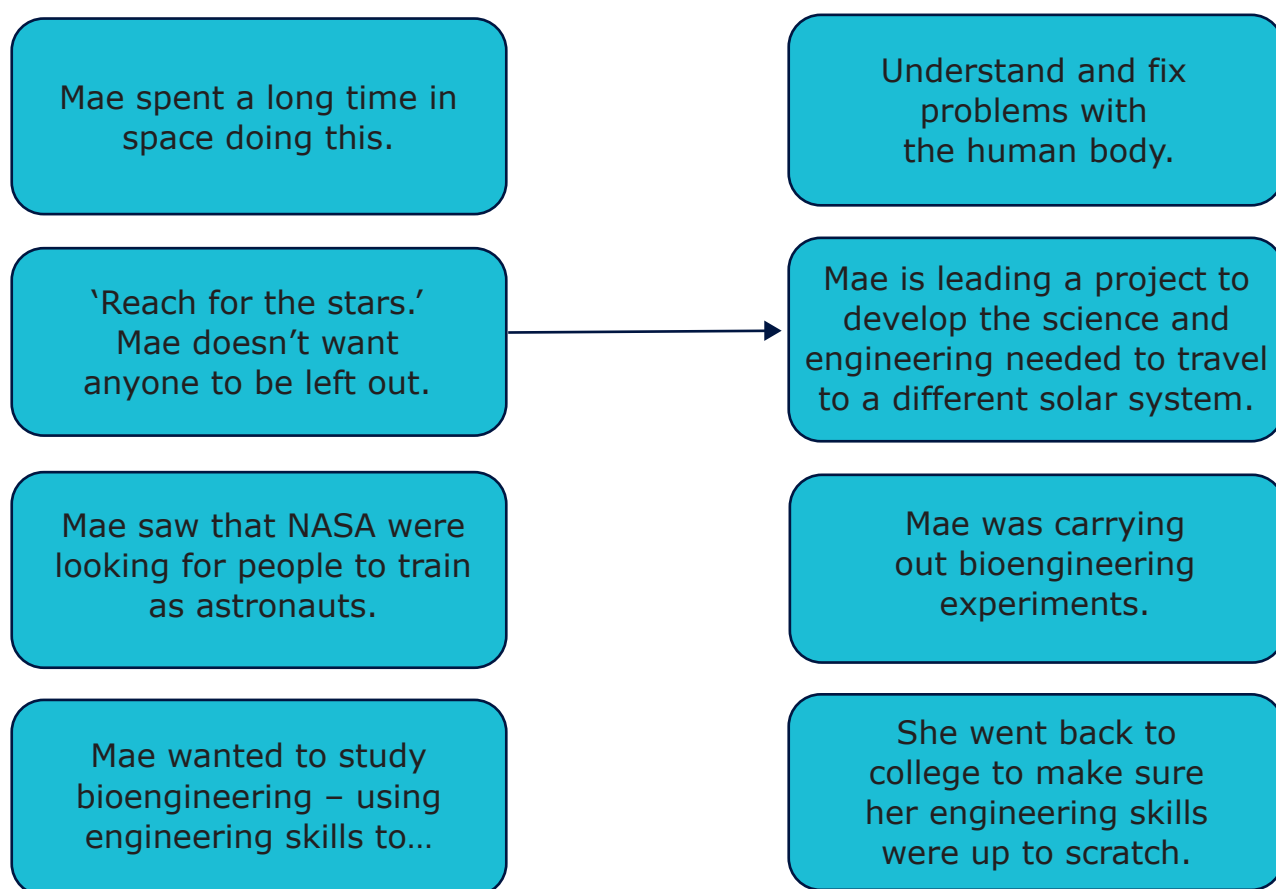 Mae spent a long time in
space doing this.
Understand and fix
problems with
the human body.
‘Reach for the stars.’
Mae doesn’t want
anyone to be left out.
Mae is leading a project to
develop the science and
engineering needed to travel
to a different solar system.
Mae saw that NASA were
looking for people to train
as astronauts.
Mae was carrying
out bioengineering
experiments.
Mae wanted to study
bioengineering – using
engineering skills to…
She went back to
college to make sure
her engineering skills
were up to scratch.